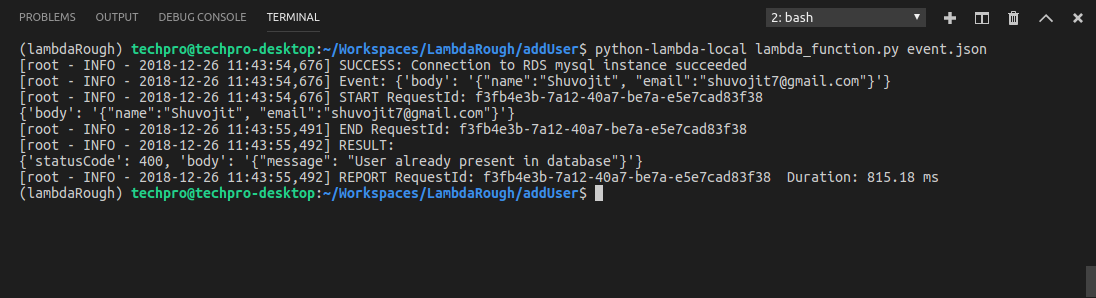 PROBLEMS OUTPUT DEBUG CONSOLE TERMINAL 2: bash
(lambdaRough) techpro@techpro-desktop:~/Workspaces/LambdaRough/addUser$ python-lambda-local lambda_function.py event.json
[root - INFO - 2018-12-26 11:43:54,676] SUCCESS: Connection to RDS mysql instance succeeded
[root - INFO - 2018-12-26 11:43:54,676] Event: {'body': '{"name":"Shuvojit", "email":"shuvojit7@gmail.com"}'}
[root - INFO - 2018-12-26 11:43:54,676] START RequestId: f3fb4e3b-7a12-40a7-be7a-e5e7cad83f38
{'body': '{"name":"Shuvojit", "email":"shuvojit7@gmail.com"}'}
[root - INFO - 2018-12-26 11:43:55,491] END RequestId: f3fb4e3b-7a12-40a7-be7a-e5e7cad83f38
[root - INFO - 2018-12-26 11:43:55,492] RESULT:
{'statusCode': 400, 'body': '{"message": "User already present in database"}'}
[root - INFO - 2018-12-26 11:43:55,492] REPORT RequestId: f3fb4e3b-7a12-40a7-be7a-e5e7cad83f38  Duration: 815.18 ms
(lambdaRough) techpro@techpro-desktop:~/Workspaces/LambdaRough/addUser$